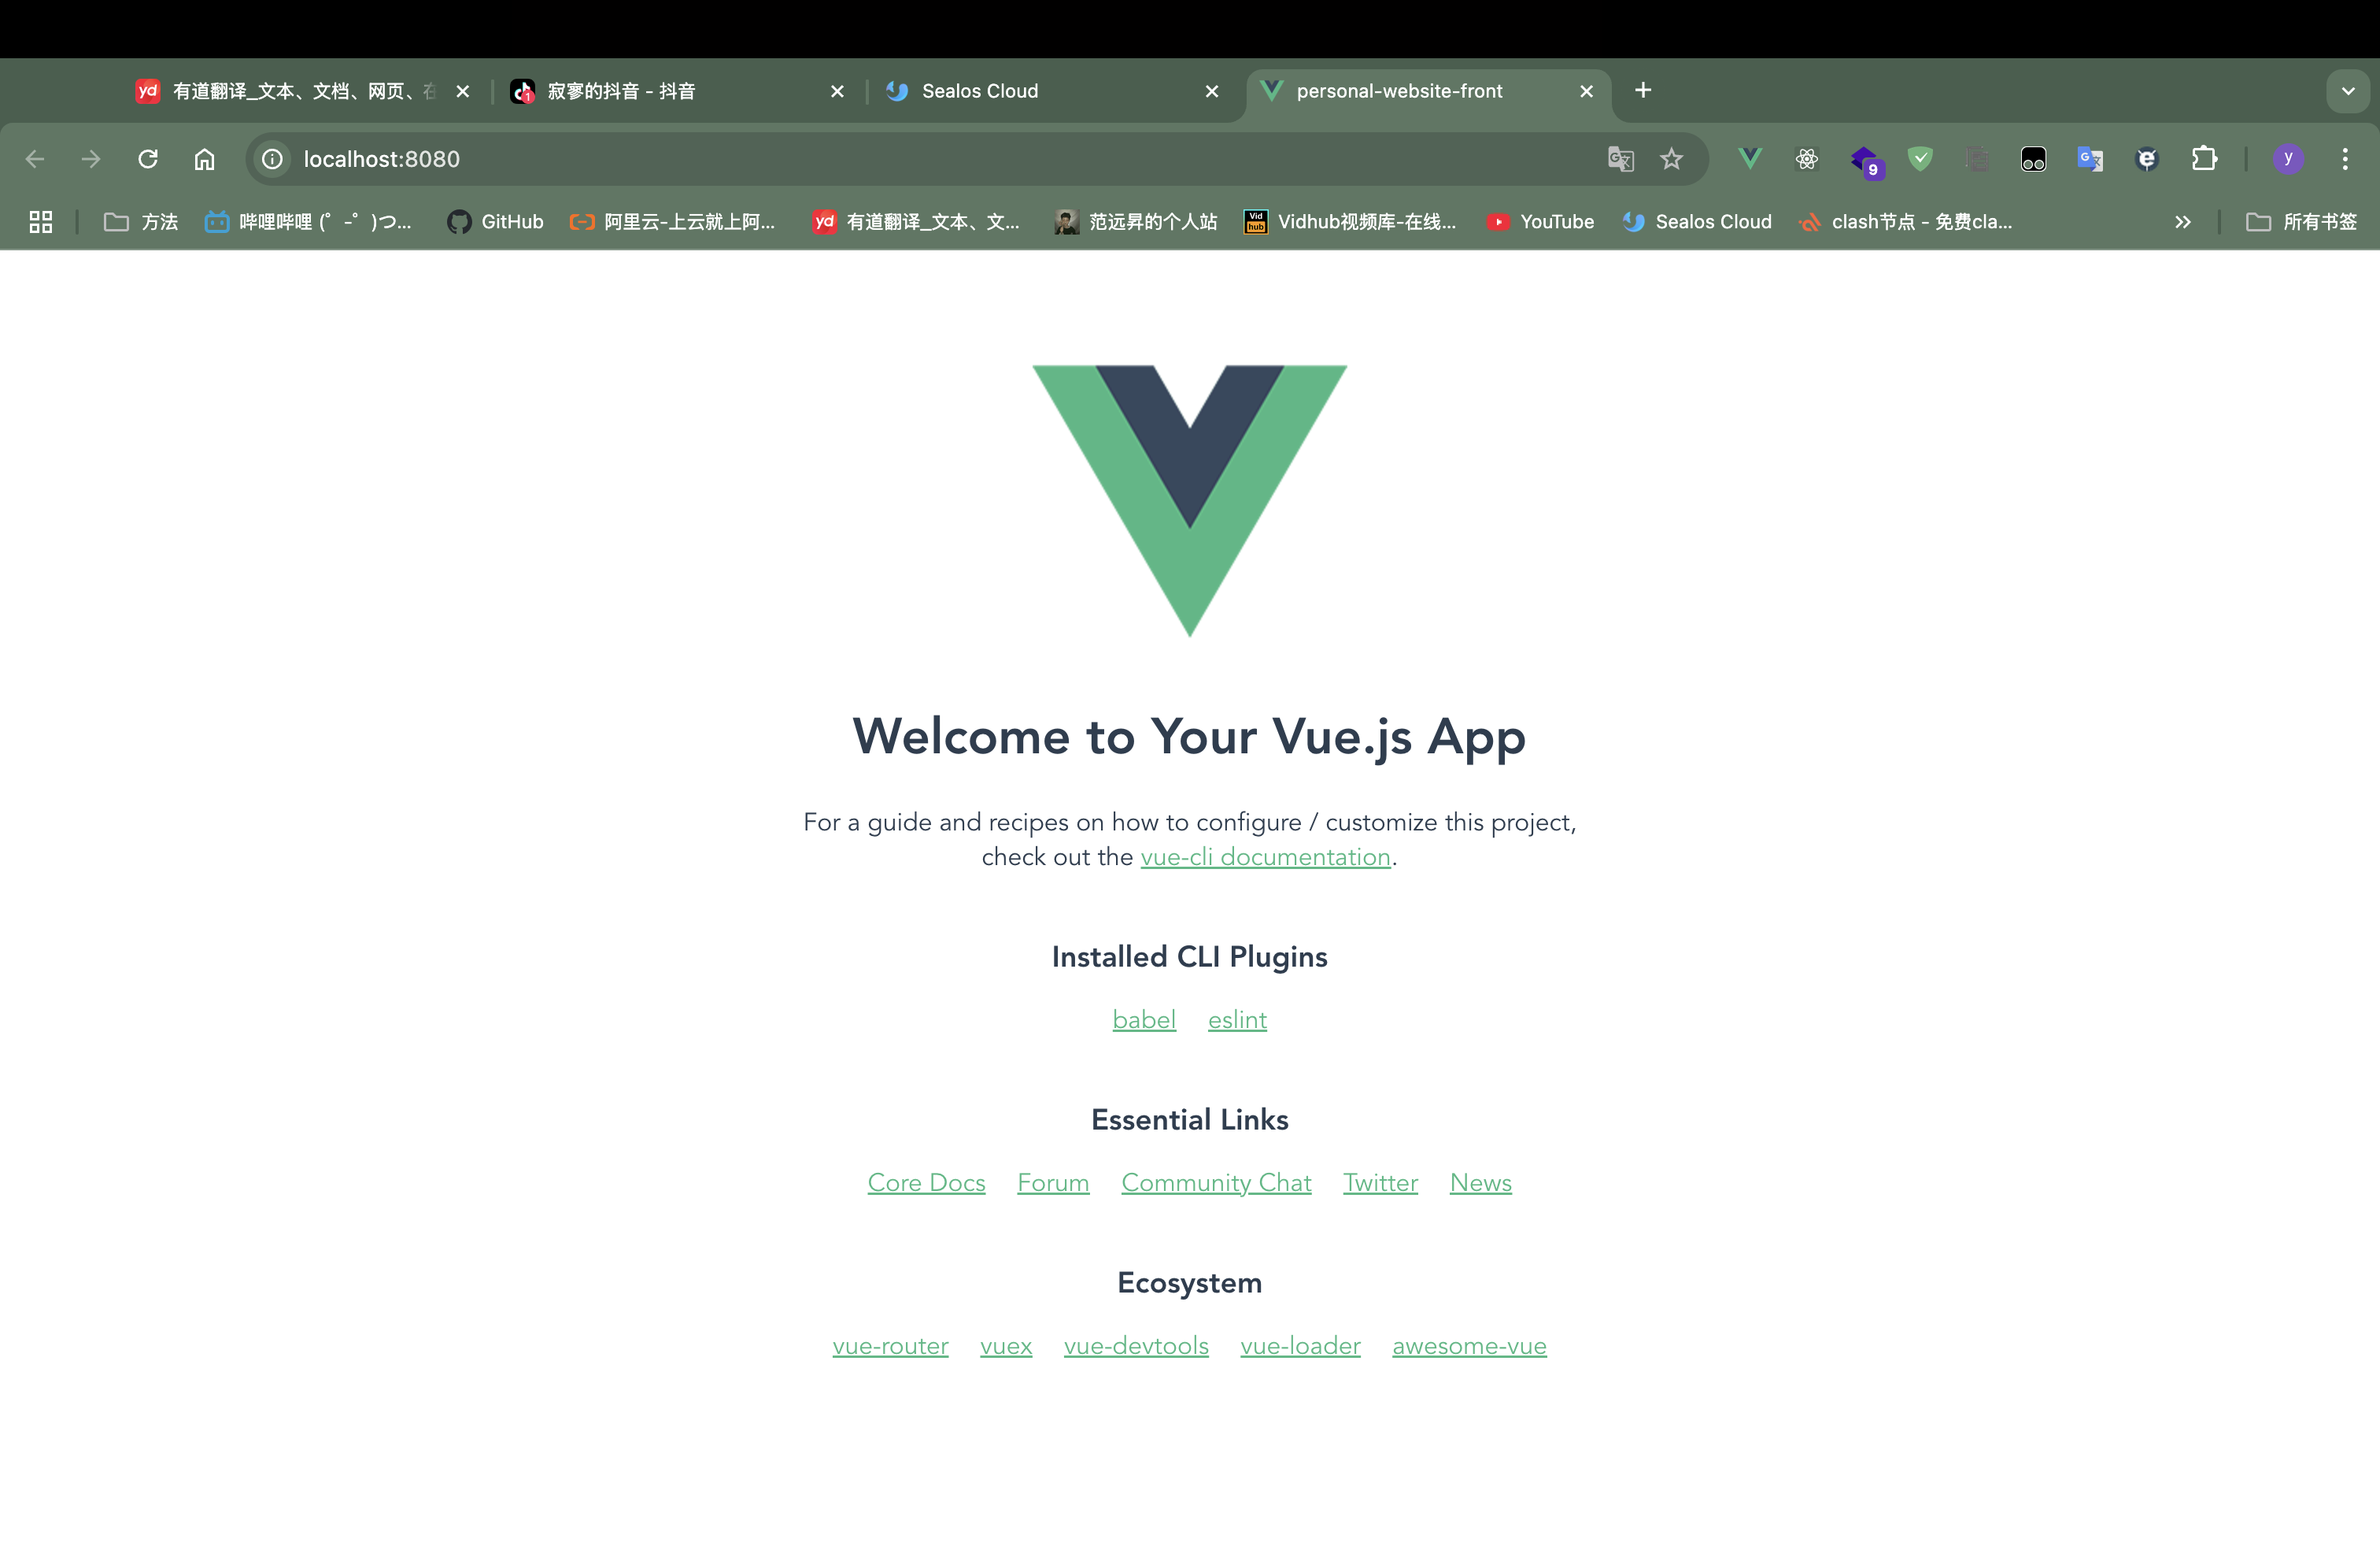 有道翻译_文本、文档、网页、在
寂寥的抖音 - 抖音
Sealos Cloud
personal-website-front
localhost:8080
9
y
方法
哔哩哔哩 (゜-゜)つ...
GitHub
阿里云-上云就上阿...
有道翻译_文本、文...
范远昇的个人站
Vidhub视频库-在线...
YouTube
Sealos Cloud
clash节点 - 免费cla...
所有书签
Welcome to Your Vue.js App
For a guide and recipes on how to configure / customize this project,
check out the vue-cli documentation.
Installed CLI Plugins
babel eslint
Essential Links
Core Docs Forum Community Chat Twitter News
Ecosystem
vue-router vuex vue-devtools vue-loader awesome-vue